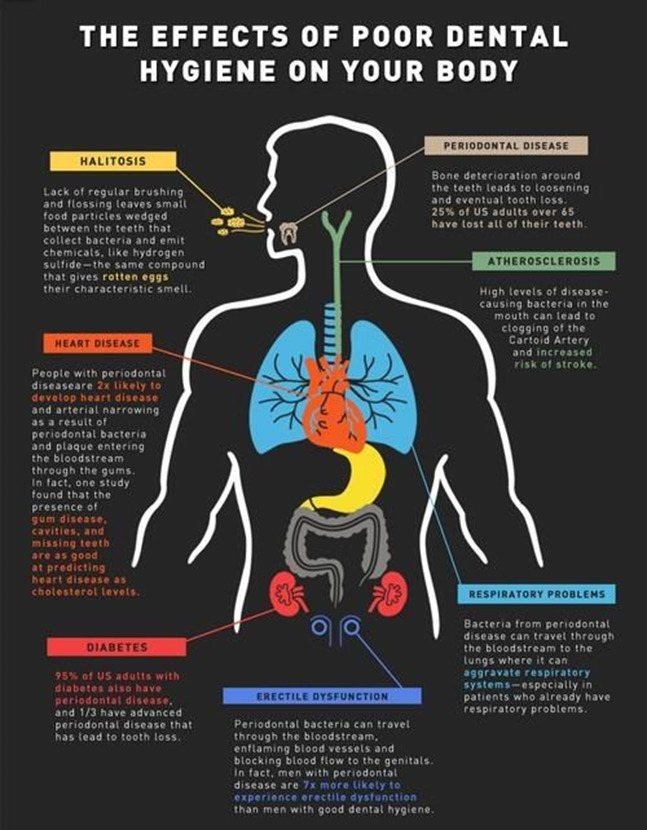 THE EFFECTS OF POOR DENTAL
HYGIENE ON YOUR BODY
HALITOSIS
Lack of regular brushing
and flossing leaves small
food particles wedged
between the teeth that
collect bacteria and emit
chemicals, like hydrogen
sulfide—the same compound
that gives rotten eggs
their characteristic smell.
PERIODONTAL DISEASE
Bone deterioration around
the teeth leads to loosening
and eventual tooth loss.
25% of US adults over 65
have lost all of their teeth.
ATHEROSCLEROSIS
High levels of disease-
causing bacteria in the
mouth can lead to
clogging of the
Cartoid Artery
and increased
risk of stroke.
HEART DISEASE
People with periodontal
diseaseare 2x likely to
develop heart disease
and arterial narrowing
as a result of
periodontal bacteria
and plaque entering
the bloodstream
through the gums.
In fact, one study
found that the
presence of
gum disease,
cavities, and
missing teeth
are as good
at predicting
heart disease as
cholesterol levels.
RESPIRATORY PROBLEMS
Bacteria from periodontal
disease can travel through
the bloodstream to the
lungs where it can
aggravate respiratory
systems—especially in
patients who already have
respiratory problems.
DIABETES
95% of US adults with
diabetes also have
periodontal disease,
and 1/3 have advanced
periodontal disease that
has lead to tooth loss.
ERECTILE DYSFUNCTION
Periodontal bacteria can travel
through the bloodstream,
enflaming blood vessels and
blocking blood flow to the genitals.
In fact, men with periodontal
disease are 7x more likely to
experience erectile dysfunction
than men with good dental hygiene.